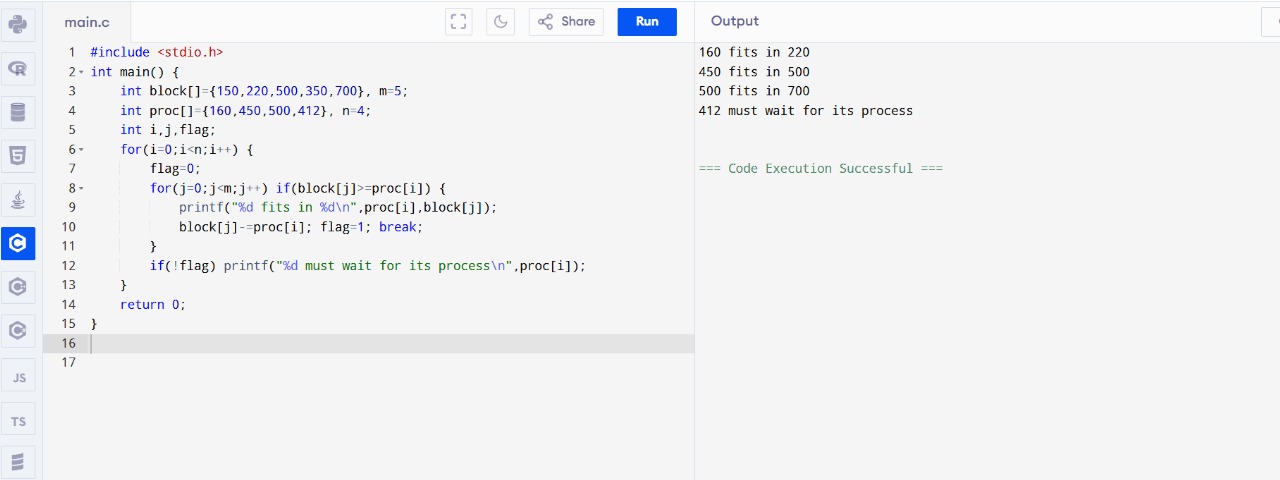 main.c
Share
Run
Output
1 #include <stdio.h>
2 int main() {
3     int block[]={150,220,500,350,700}, m=5;
4     int proc[]={160,450,500,412}, n=4;
5     int i,j,flag;
6     for(i=0;i<n;i++) {
7         flag=0;
8         for(j=0;j<m;j++) if(block[j]>=proc[i]) {
9             printf("%d fits in %d\n",proc[i],block[j]);
10             block[j]-=proc[i]; flag=1; break;
11         }
12         if(!flag) printf("%d must wait for its process\n",proc[i]);
13     }
14     return 0;
15 }
16
17
160 fits in 220
450 fits in 500
500 fits in 700
412 must wait for its process
=== Code Execution Successful ===
JS
TS